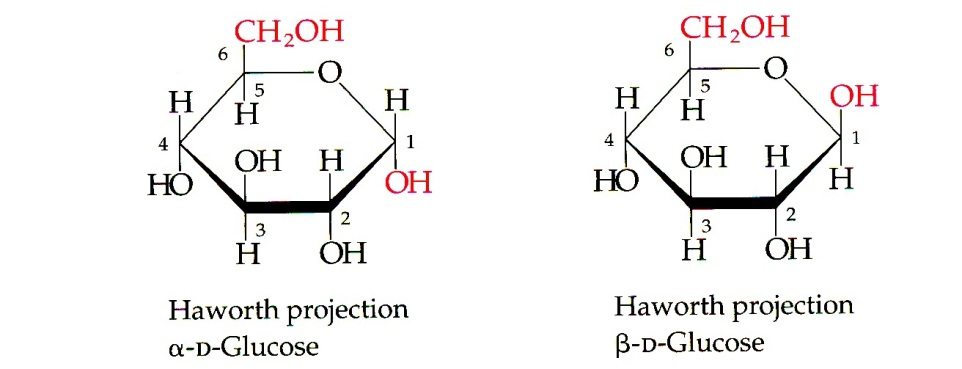 CH₂OH
6
O
5
H
H
H
4
1
OH
H
HO
OH
3
2
H
OH
Haworth projection
α-D-Glucose
CH₂OH
6
O
5
H
OH
H
4
1
OH
H
HO
H
3
2
H
OH
Haworth projection
β-D-Glucose